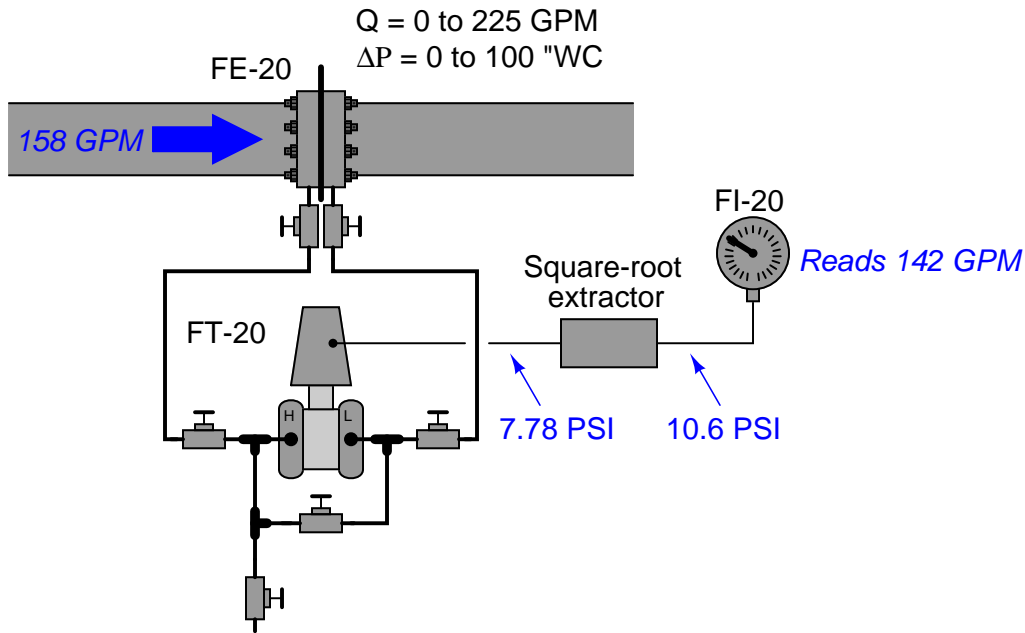 Q = 0 to 225 GPM
ΔP = 0 to 100 "WC
FE-20
158 GPM
FI-20
Reads 142 GPM
Square-root
extractor
FT-20
H
L
7.78 PSI
10.6 PSI